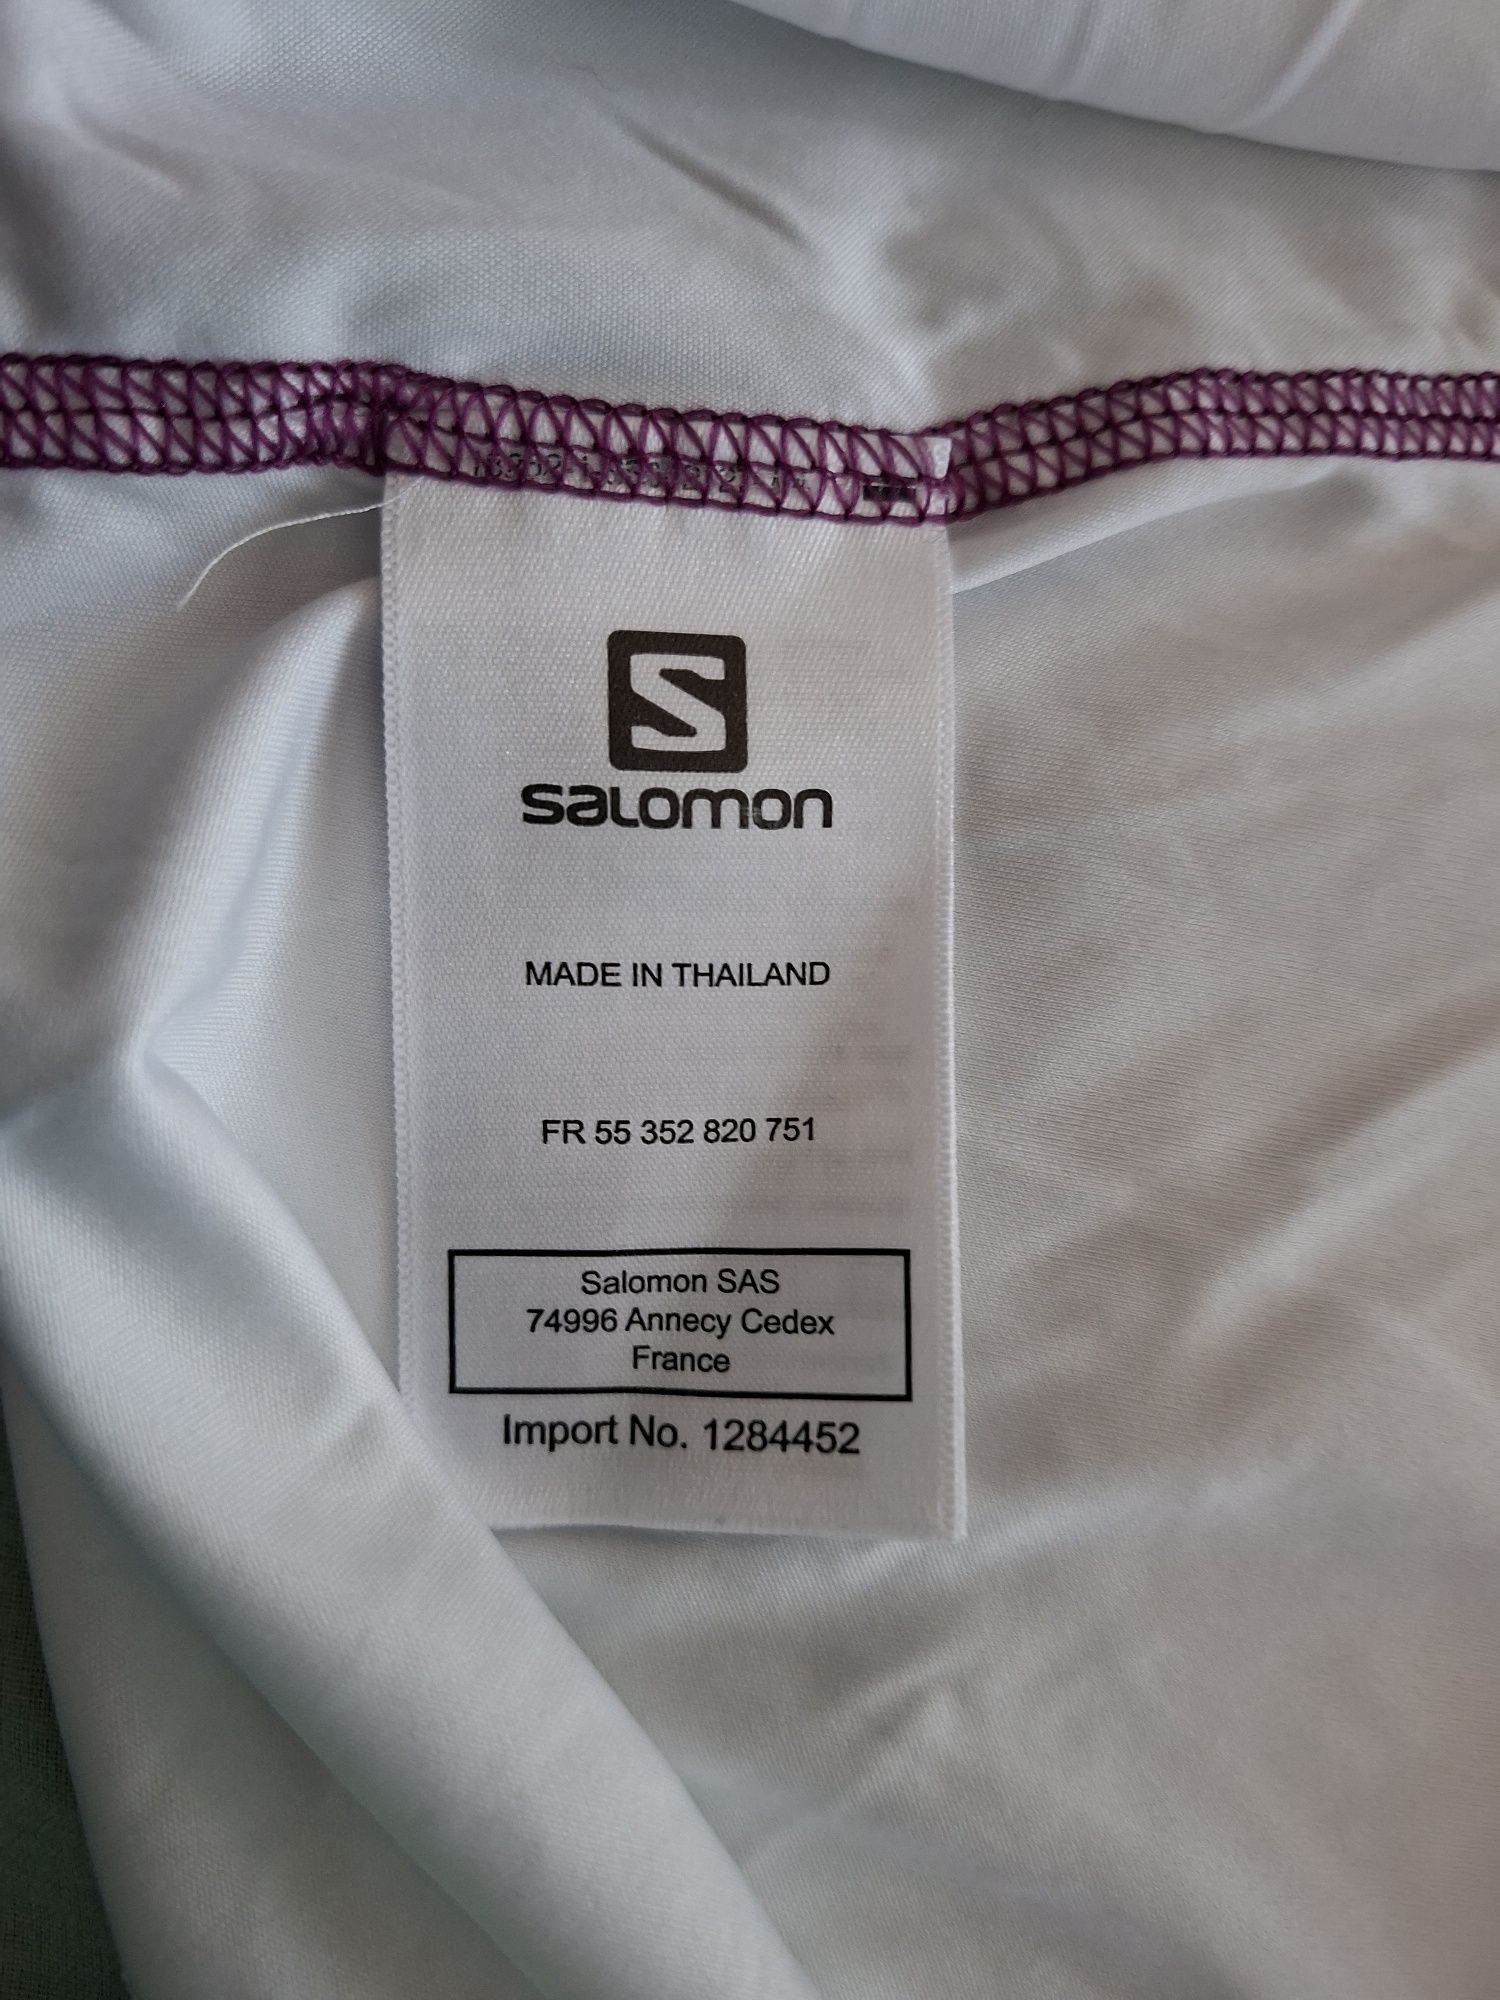 S
SALOMON
MADE IN THAILAND
FR 55 352 820 751
Salomon SAS
74996 Annecy Cedex
France
Import No. 1284452